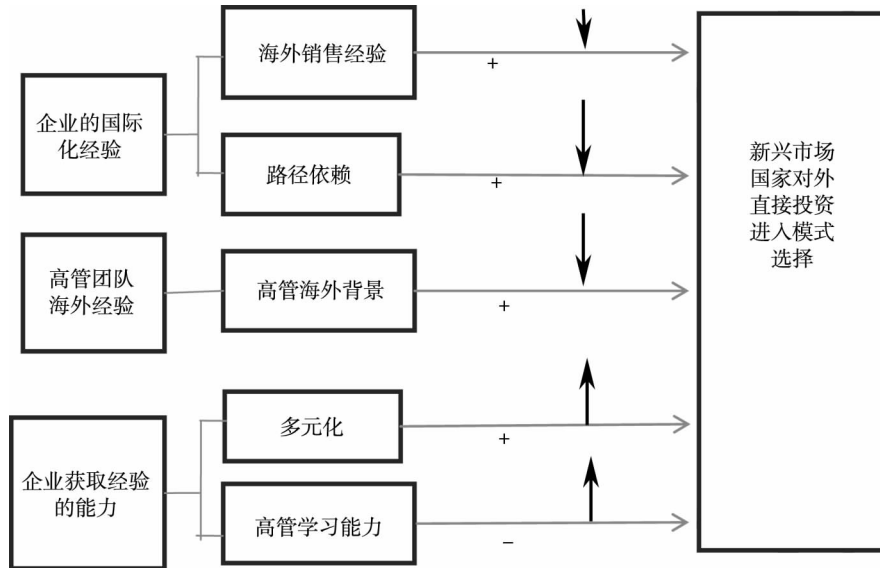 海外销售经验
+
企业的国际
化经验
路径依赖
+
新兴市场
国家对外
直接投资
进入模式
选择
高管团队
海外经验
高管海外背景
+
多元化
+
企业获取经验
的能力
高管学习能力
−